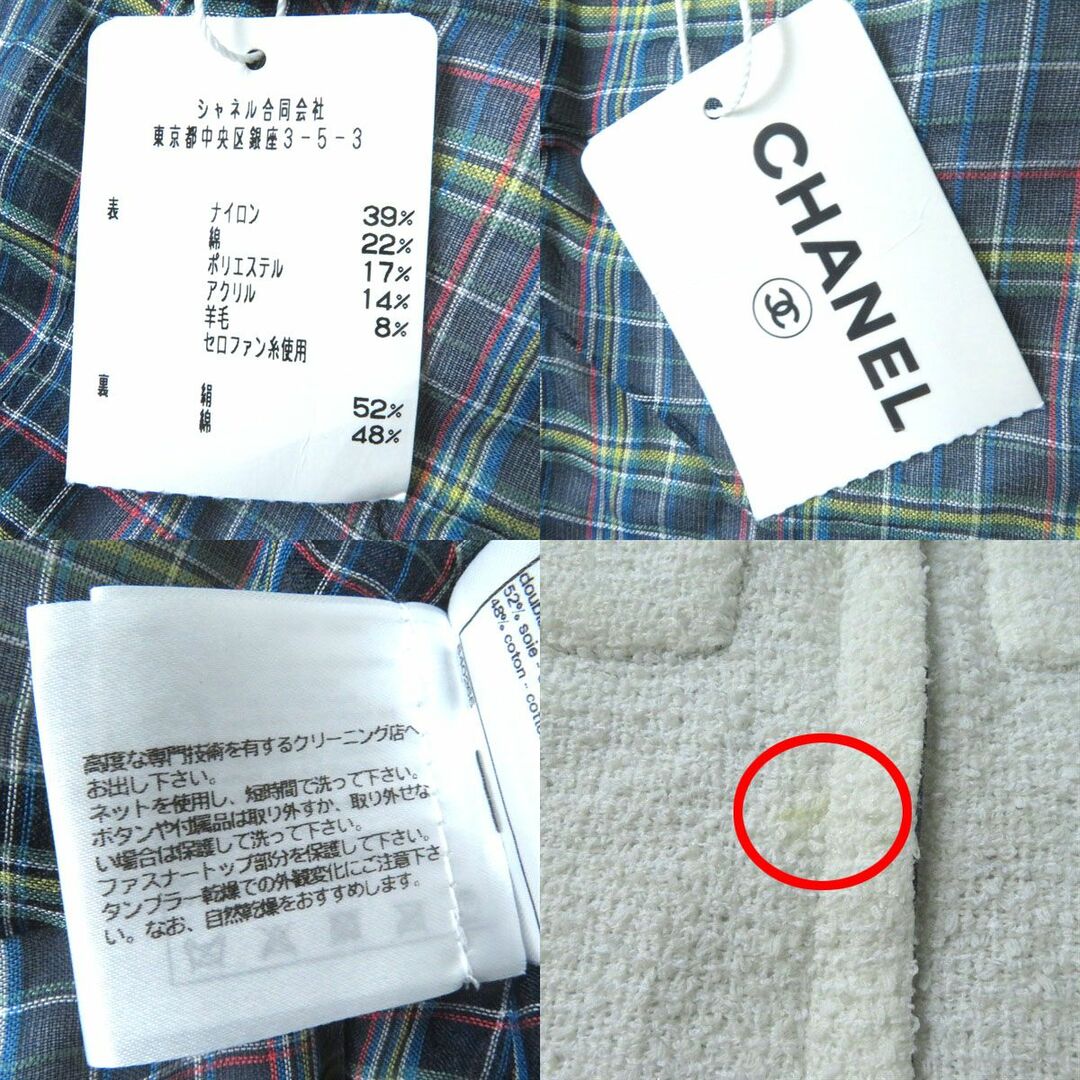 シャネル合同会社
東京都中央区銀座3-5-3
表 ナイロン 39%
綿 22%
ポリエステル 17%
アクリル 14%
羊毛 8%
セロファン糸使用
裏 絹 52%
綿 48%
CHANEL
高度な専門技術を有するクリーニング店へ
お出し下さい。
ネットを使用し、短時間で洗って下さい。
ボタンや付属品は取り外すか、取り外せな
い場合は保護して洗って下さい。
ファスナートップ部分を保護して下さい。
タンブラー乾燥での外観変化にご注意下さ
い。なお、自然乾燥をおすすめします。
52% soie -
48% coton -